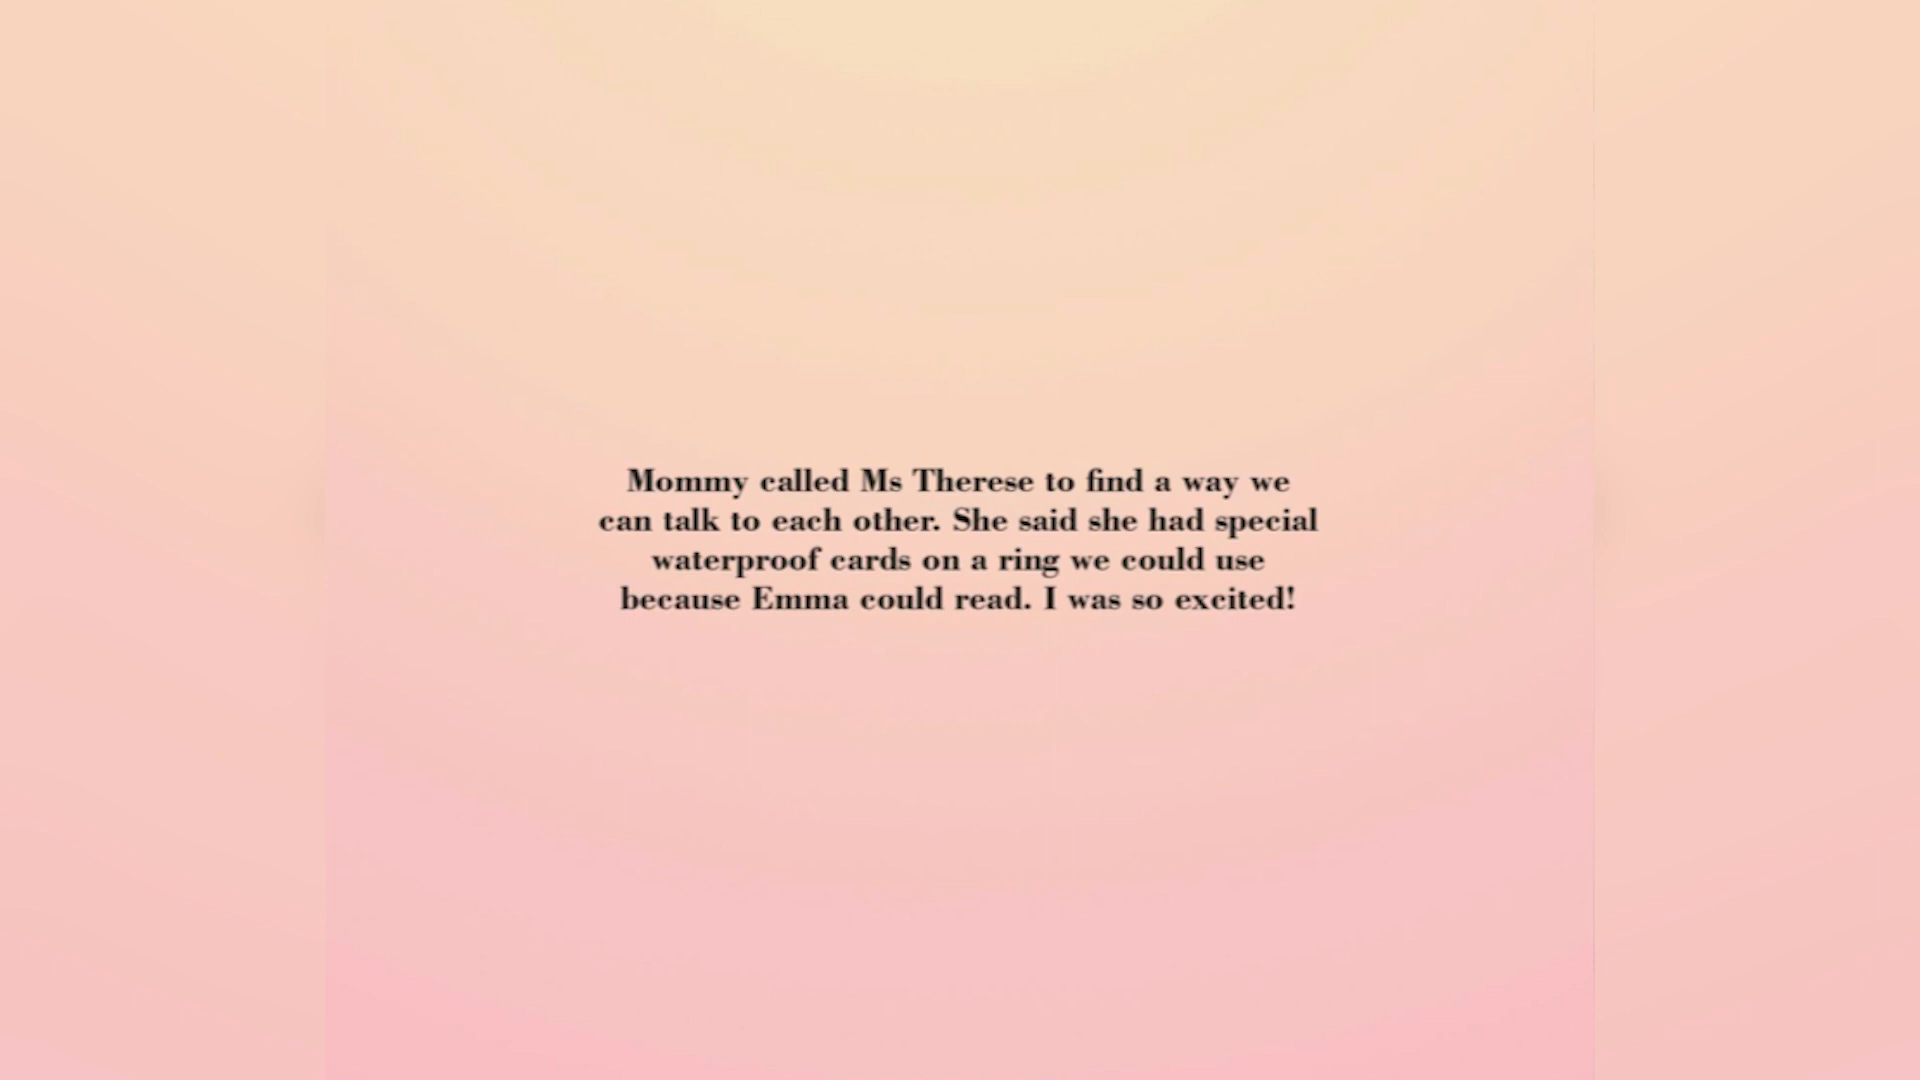 Mommy called Ms Therese to find a way we
can talk to each other. She said she had special
waterproof cards on a ring we could use
because Emma could read. I was so excited!